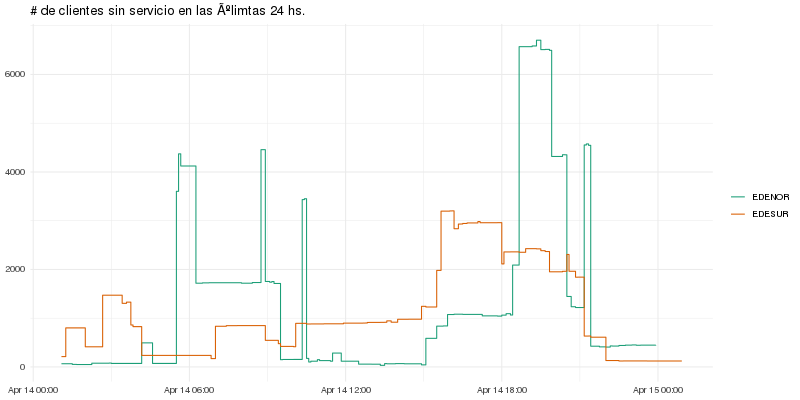 # de clientes sin servicio en las Ãºlimtas 24 hs.
6000
4000
2000
0
Apr 14 00:00 Apr 14 06:00 Apr 14 12:00 Apr 14 18:00 Apr 15 00:00
EDENOR
EDESUR